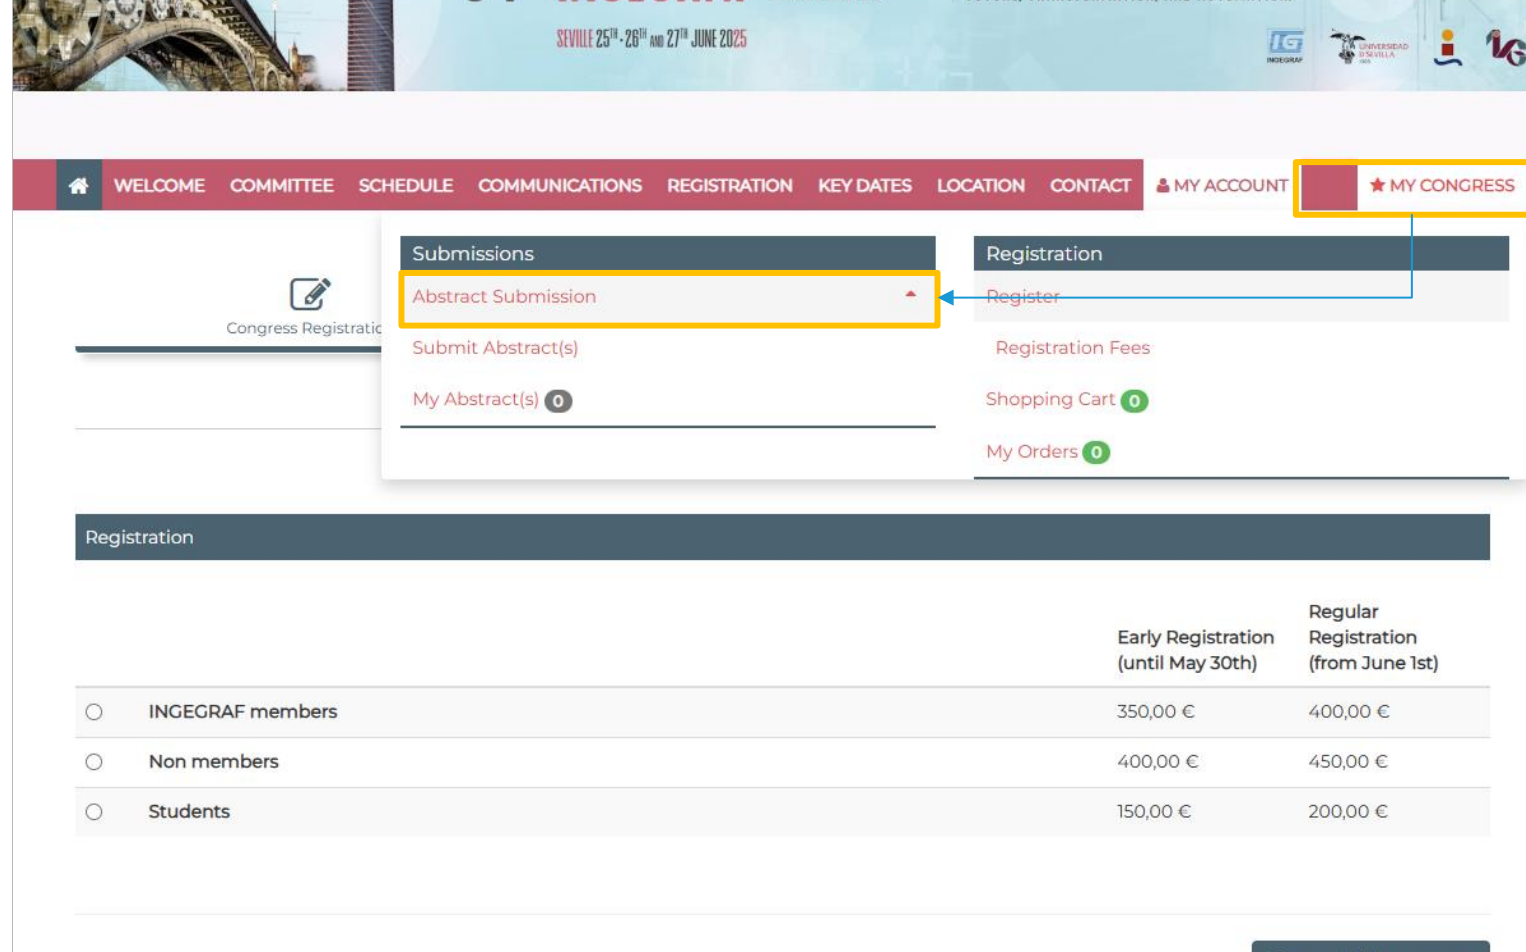 SEVILLE 25TH - 26TH AND 27TH JUNE 2025
INGEGRAF
UNIVERSIDAD
D SEVILLA
WELCOME COMMITTEE SCHEDULE COMMUNICATIONS REGISTRATION KEY DATES LOCATION CONTACT MY ACCOUNT MY CONGRESS
Submissions
Registration
Abstract Submission
Register
Congress Registratio
Submit Abstract(s)
Registration Fees
My Abstract(s) 0
Shopping Cart 0
My Orders 0
Registration
Early Registration
(until May 30th)
Regular
Registration
(from June 1st)
INGEGRAF members 350,00 € 400,00 €
Non members 400,00 € 450,00 €
Students 150,00 € 200,00 €